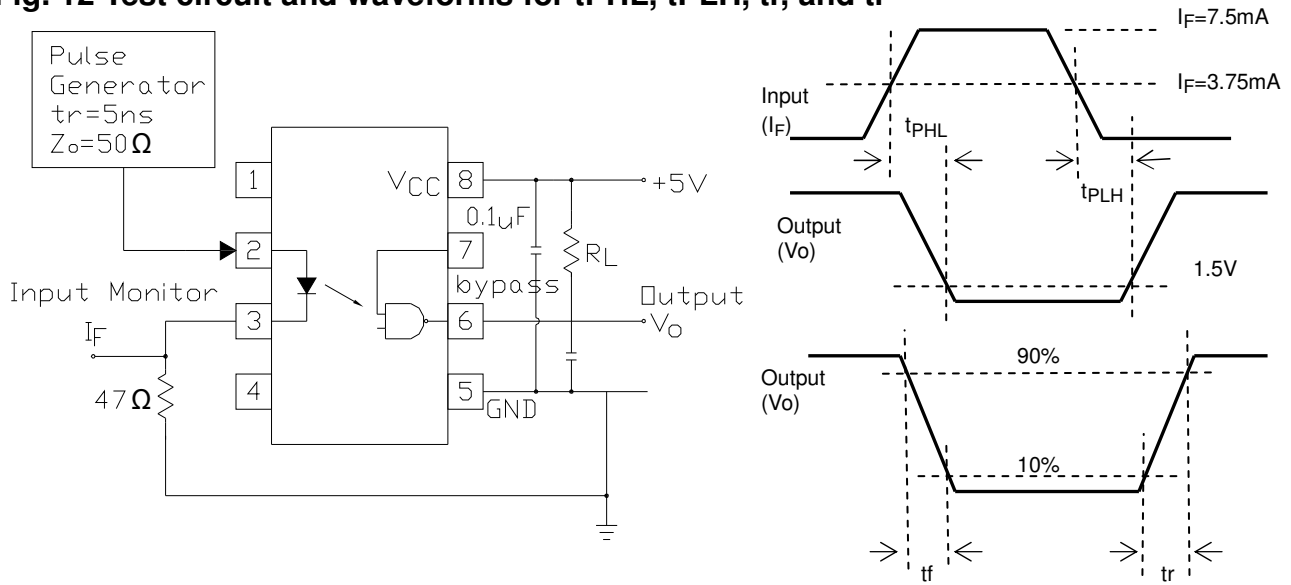 Fig. 12 Test circuit and waveforms for tPHL, tPLH, tr, and tf
Pulse
Generator
tr=5ns
Zo=50Ω
1
2
3
4
VCC
8
7
6
5
+5V
0.1uF
RL
bypass
Output
Vo
GND
Input Monitor
IF
47Ω
IF=7.5mA
IF=3.75mA
Input
(IF)
tPHL
tPLH
Output
(Vo)
1.5V
Output
(Vo)
90%
10%
tf
tr